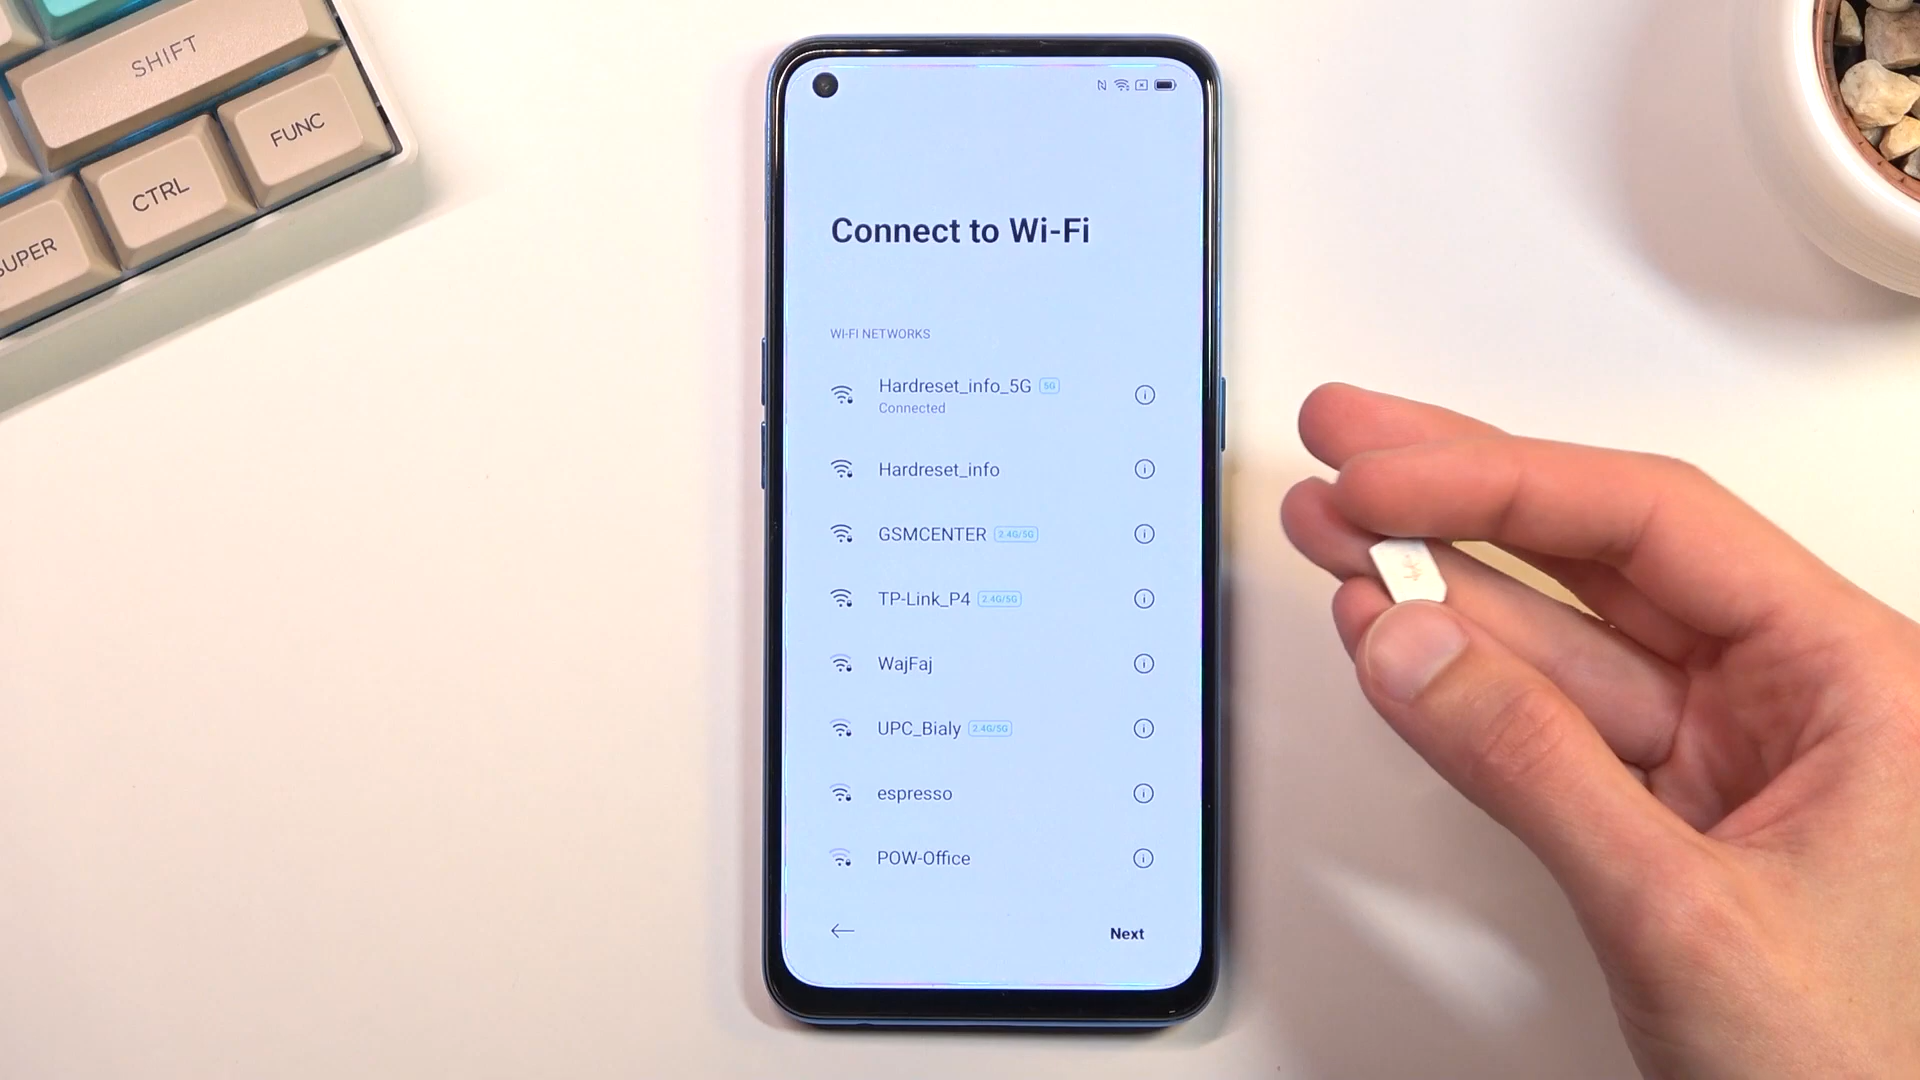 SHIFT
FUNC
CTRL
SUPER
Connect to Wi-Fi
WI-FI NETWORKS
Hardreset_info_5G 5G
Connected
Hardreset_info
GSMCENTER 2.4G/5G
TP-Link_P4 2.4G/5G
WajFaj
UPC_Bialy 2.4G/5G
espresso
POW-Office
Next